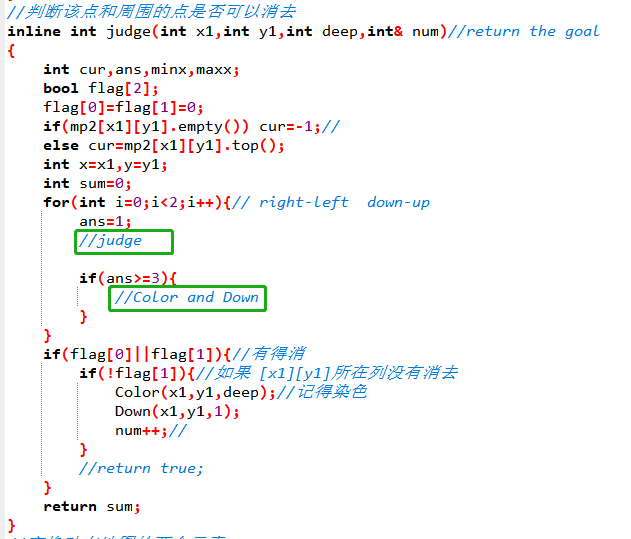 //判断该点和周围的点是否可以消去
inline int judge(int x1,int y1,int deep,int& num)//return the goal
{
int cur,ans,minx,maxx;
bool flag[2];
flag[0]=flag[1]=0;
if(mp2[x1][y1].empty()) cur=-1;//
else cur=mp2[x1][y1].top();
int x=x1,y=y1;
int sum=0;
for(int i=0;i<2;i++){// right-left  down-up
ans=1;
//judge
if(ans>=3){
//Color and Down
}
}
if(flag[0]||flag[1]){//有得消
if(!flag[1]){//如果 [x1][y1]所在列没有消去
Color(x1,y1,deep);//记得染色
Down(x1,y1,1);
num++;//
}
//return true;
}
return sum;
}